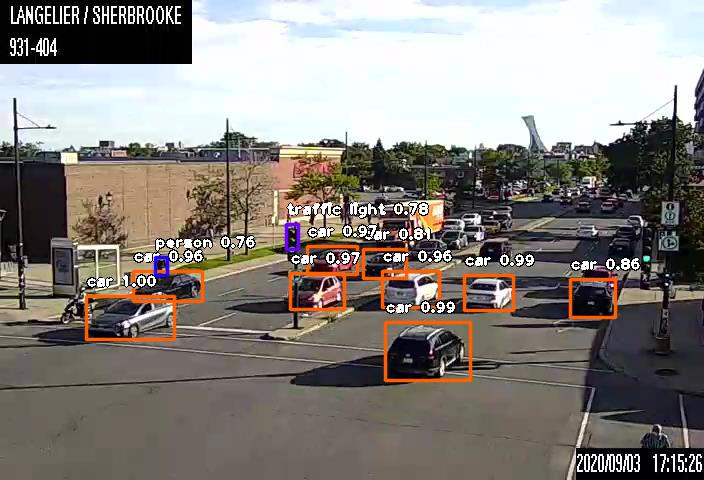 LANGELIER / SHERBROOKE
931-404
traffic light 0.78
car 0.97
car 0.81
person 0.76
car 0.96
car 0.97
car 0.96
car 0.99
car 0.86
car 1.00
car 0.99
2020/09/03 17:15:26